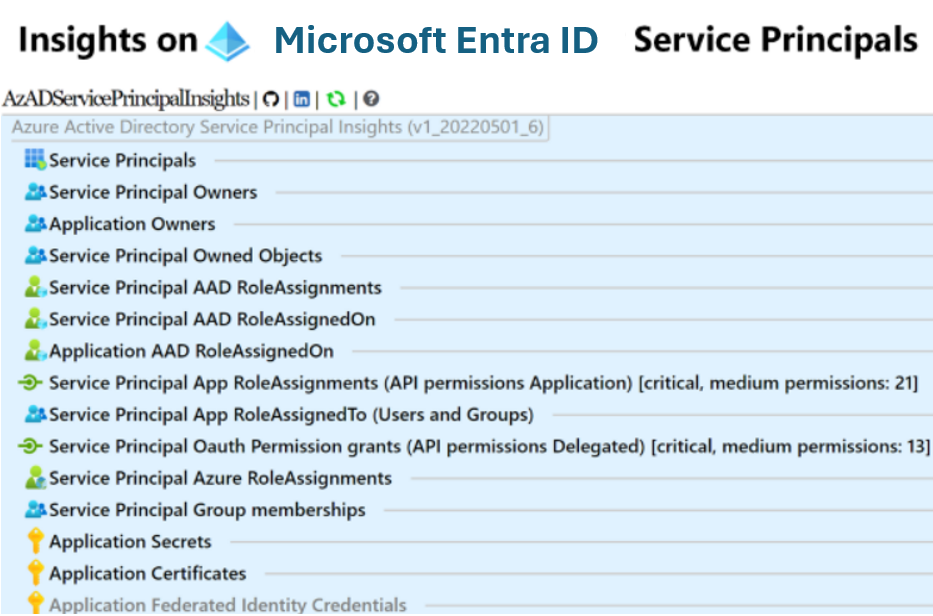 Insights on Microsoft Entra ID Service Principals
AzADServicePrincipalInsights | | in | | ?
Azure Active Directory Service Principal Insights (v1_20220501_6)
Service Principals
Service Principal Owners
Application Owners
Service Principal Owned Objects
Service Principal AAD RoleAssignments
Service Principal AAD RoleAssignedOn
Application AAD RoleAssignedOn
Service Principal App RoleAssignments (API permissions Application) [critical, medium permissions: 21]
Service Principal App RoleAssignedTo (Users and Groups)
Service Principal Oauth Permission grants (API permissions Delegated) [critical, medium permissions: 13]
Service Principal Azure RoleAssignments
Service Principal Group memberships
Application Secrets
Application Certificates
Application Federated Identity Credentials